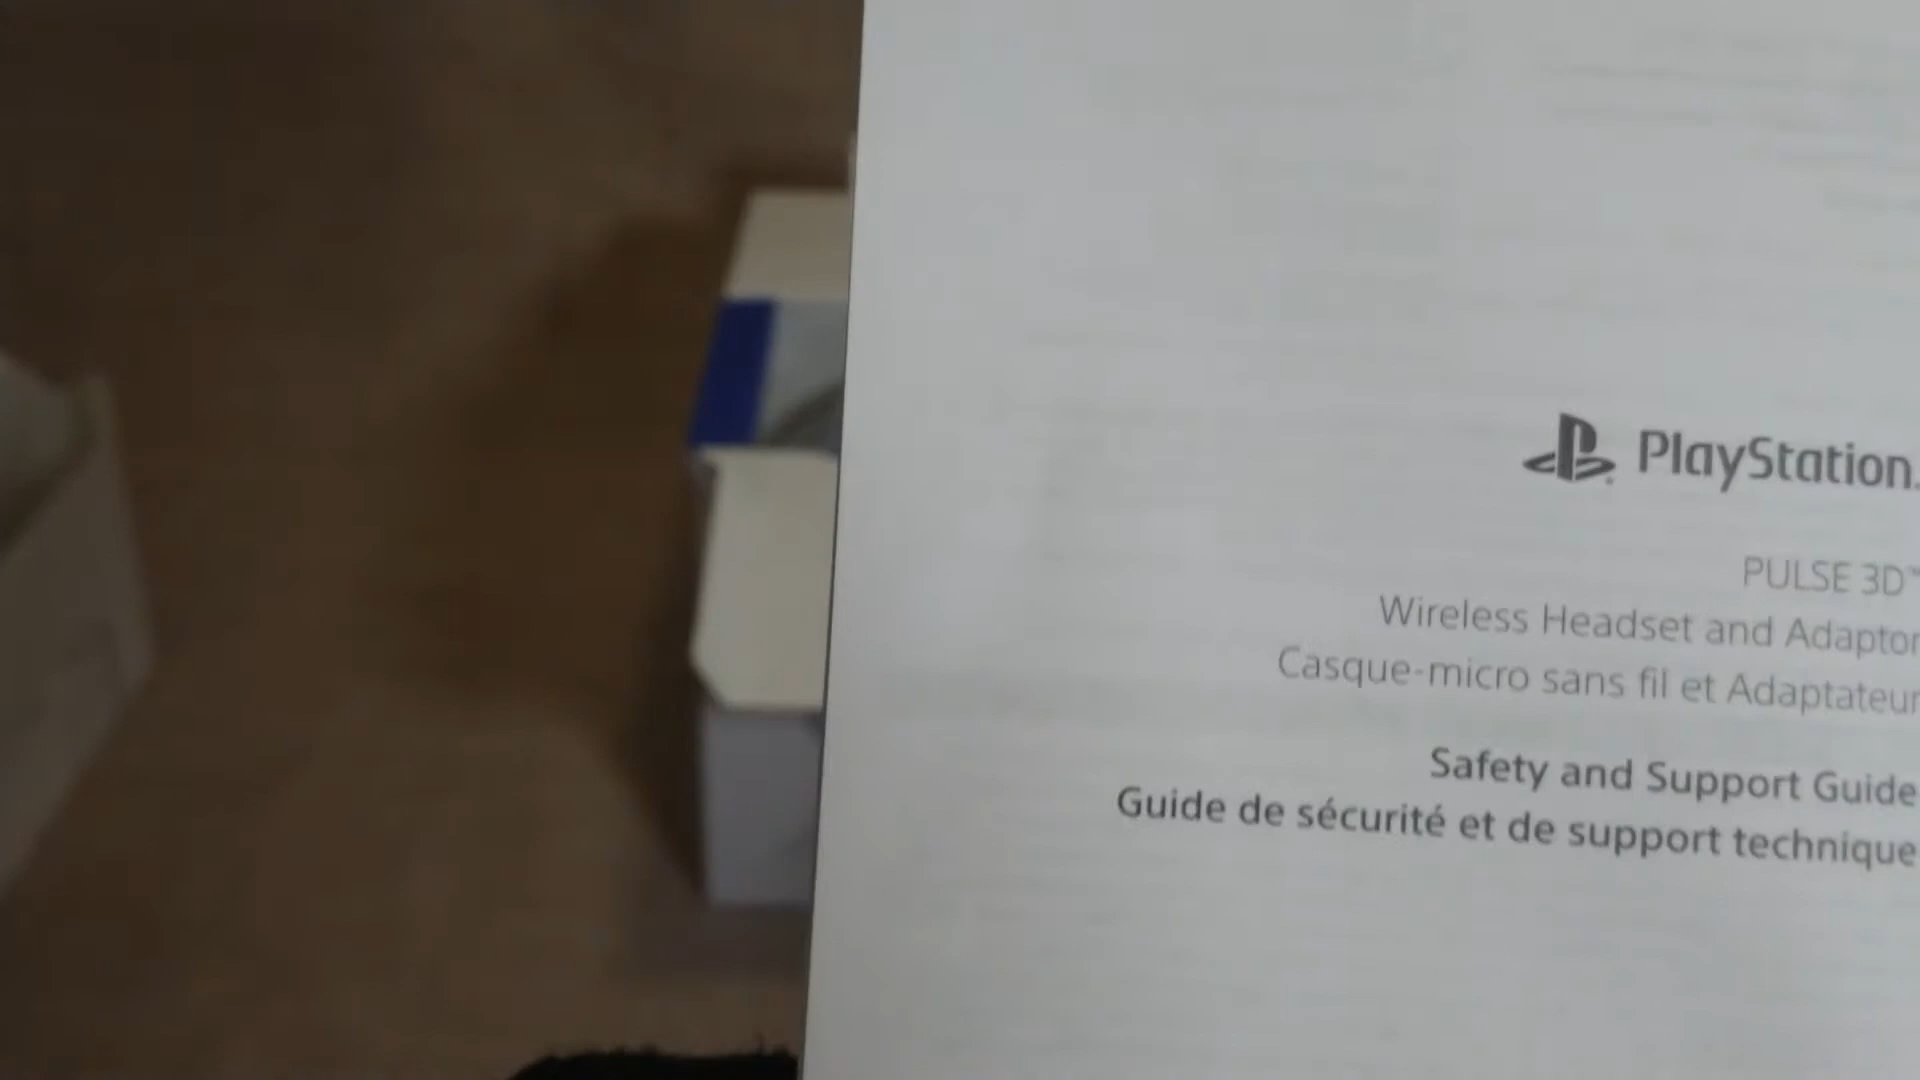 PlayStation.
PULSE 3D™
Wireless Headset and Adaptor
Casque-micro sans fil et Adaptateur
Safety and Support Guide
Guide de sécurité et de support technique